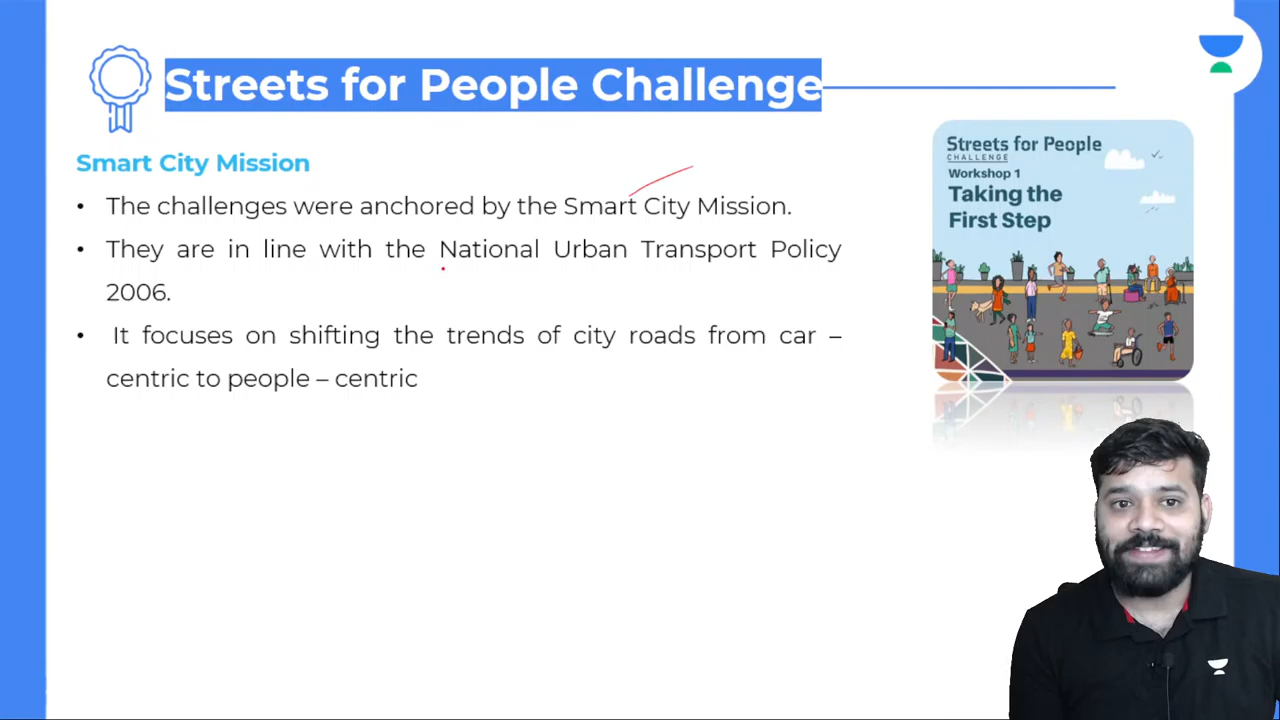 Streets for People Challenge
Smart City Mission
• The challenges were anchored by the Smart City Mission.
• They are in line with the National Urban Transport Policy
2006.
• It focuses on shifting the trends of city roads from car –
centric to people – centric
Streets for People
CHALLENGE
Workshop 1
Taking the
First Step